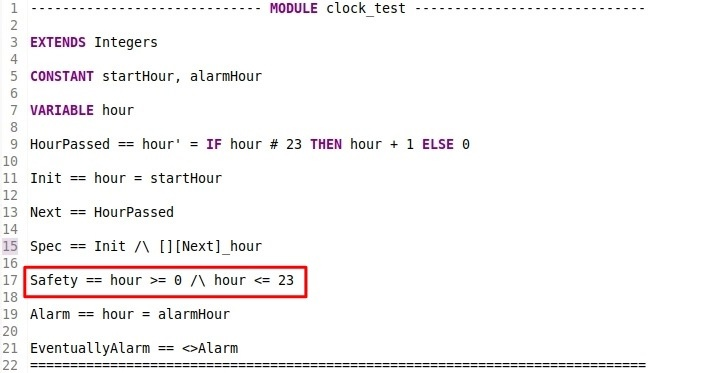 1 ---------------------------- MODULE clock_test ----------------------------
2
3 EXTENDS Integers
4
5 CONSTANT startHour, alarmHour
6
7 VARIABLE hour
8
9 HourPassed == hour' = IF hour # 23 THEN hour + 1 ELSE 0
10
11 Init == hour = startHour
12
13 Next == HourPassed
14
15 Spec == Init /\ [][Next]_hour
16
17 Safety == hour >= 0 /\ hour <= 23
18
19 Alarm == hour = alarmHour
20
21 EventuallyAlarm == <>Alarm
22 =============================================================================